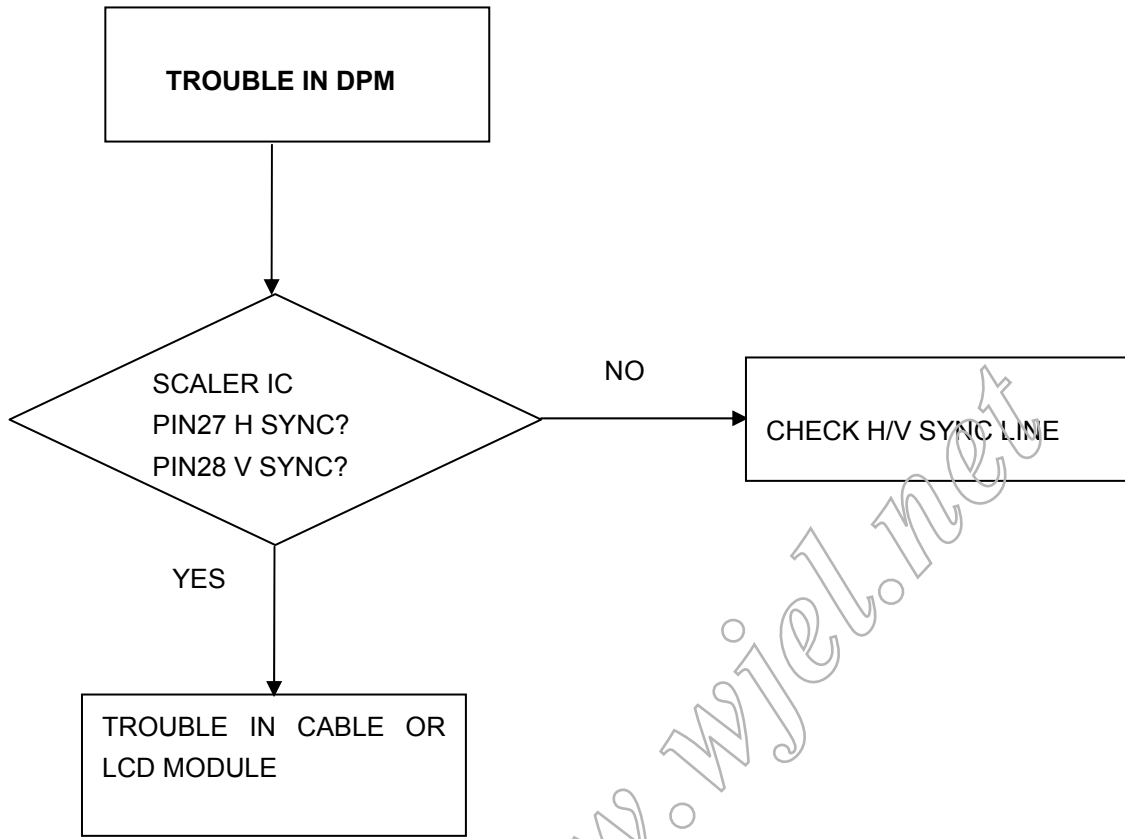 TROUBLE IN DPM
SCALER IC
PIN27 H SYNC?
PIN28 V SYNC?
NO
CHECK H/V SYNC LINE
YES
TROUBLE IN CABLE OR
LCD MODULE
w.wjel.net